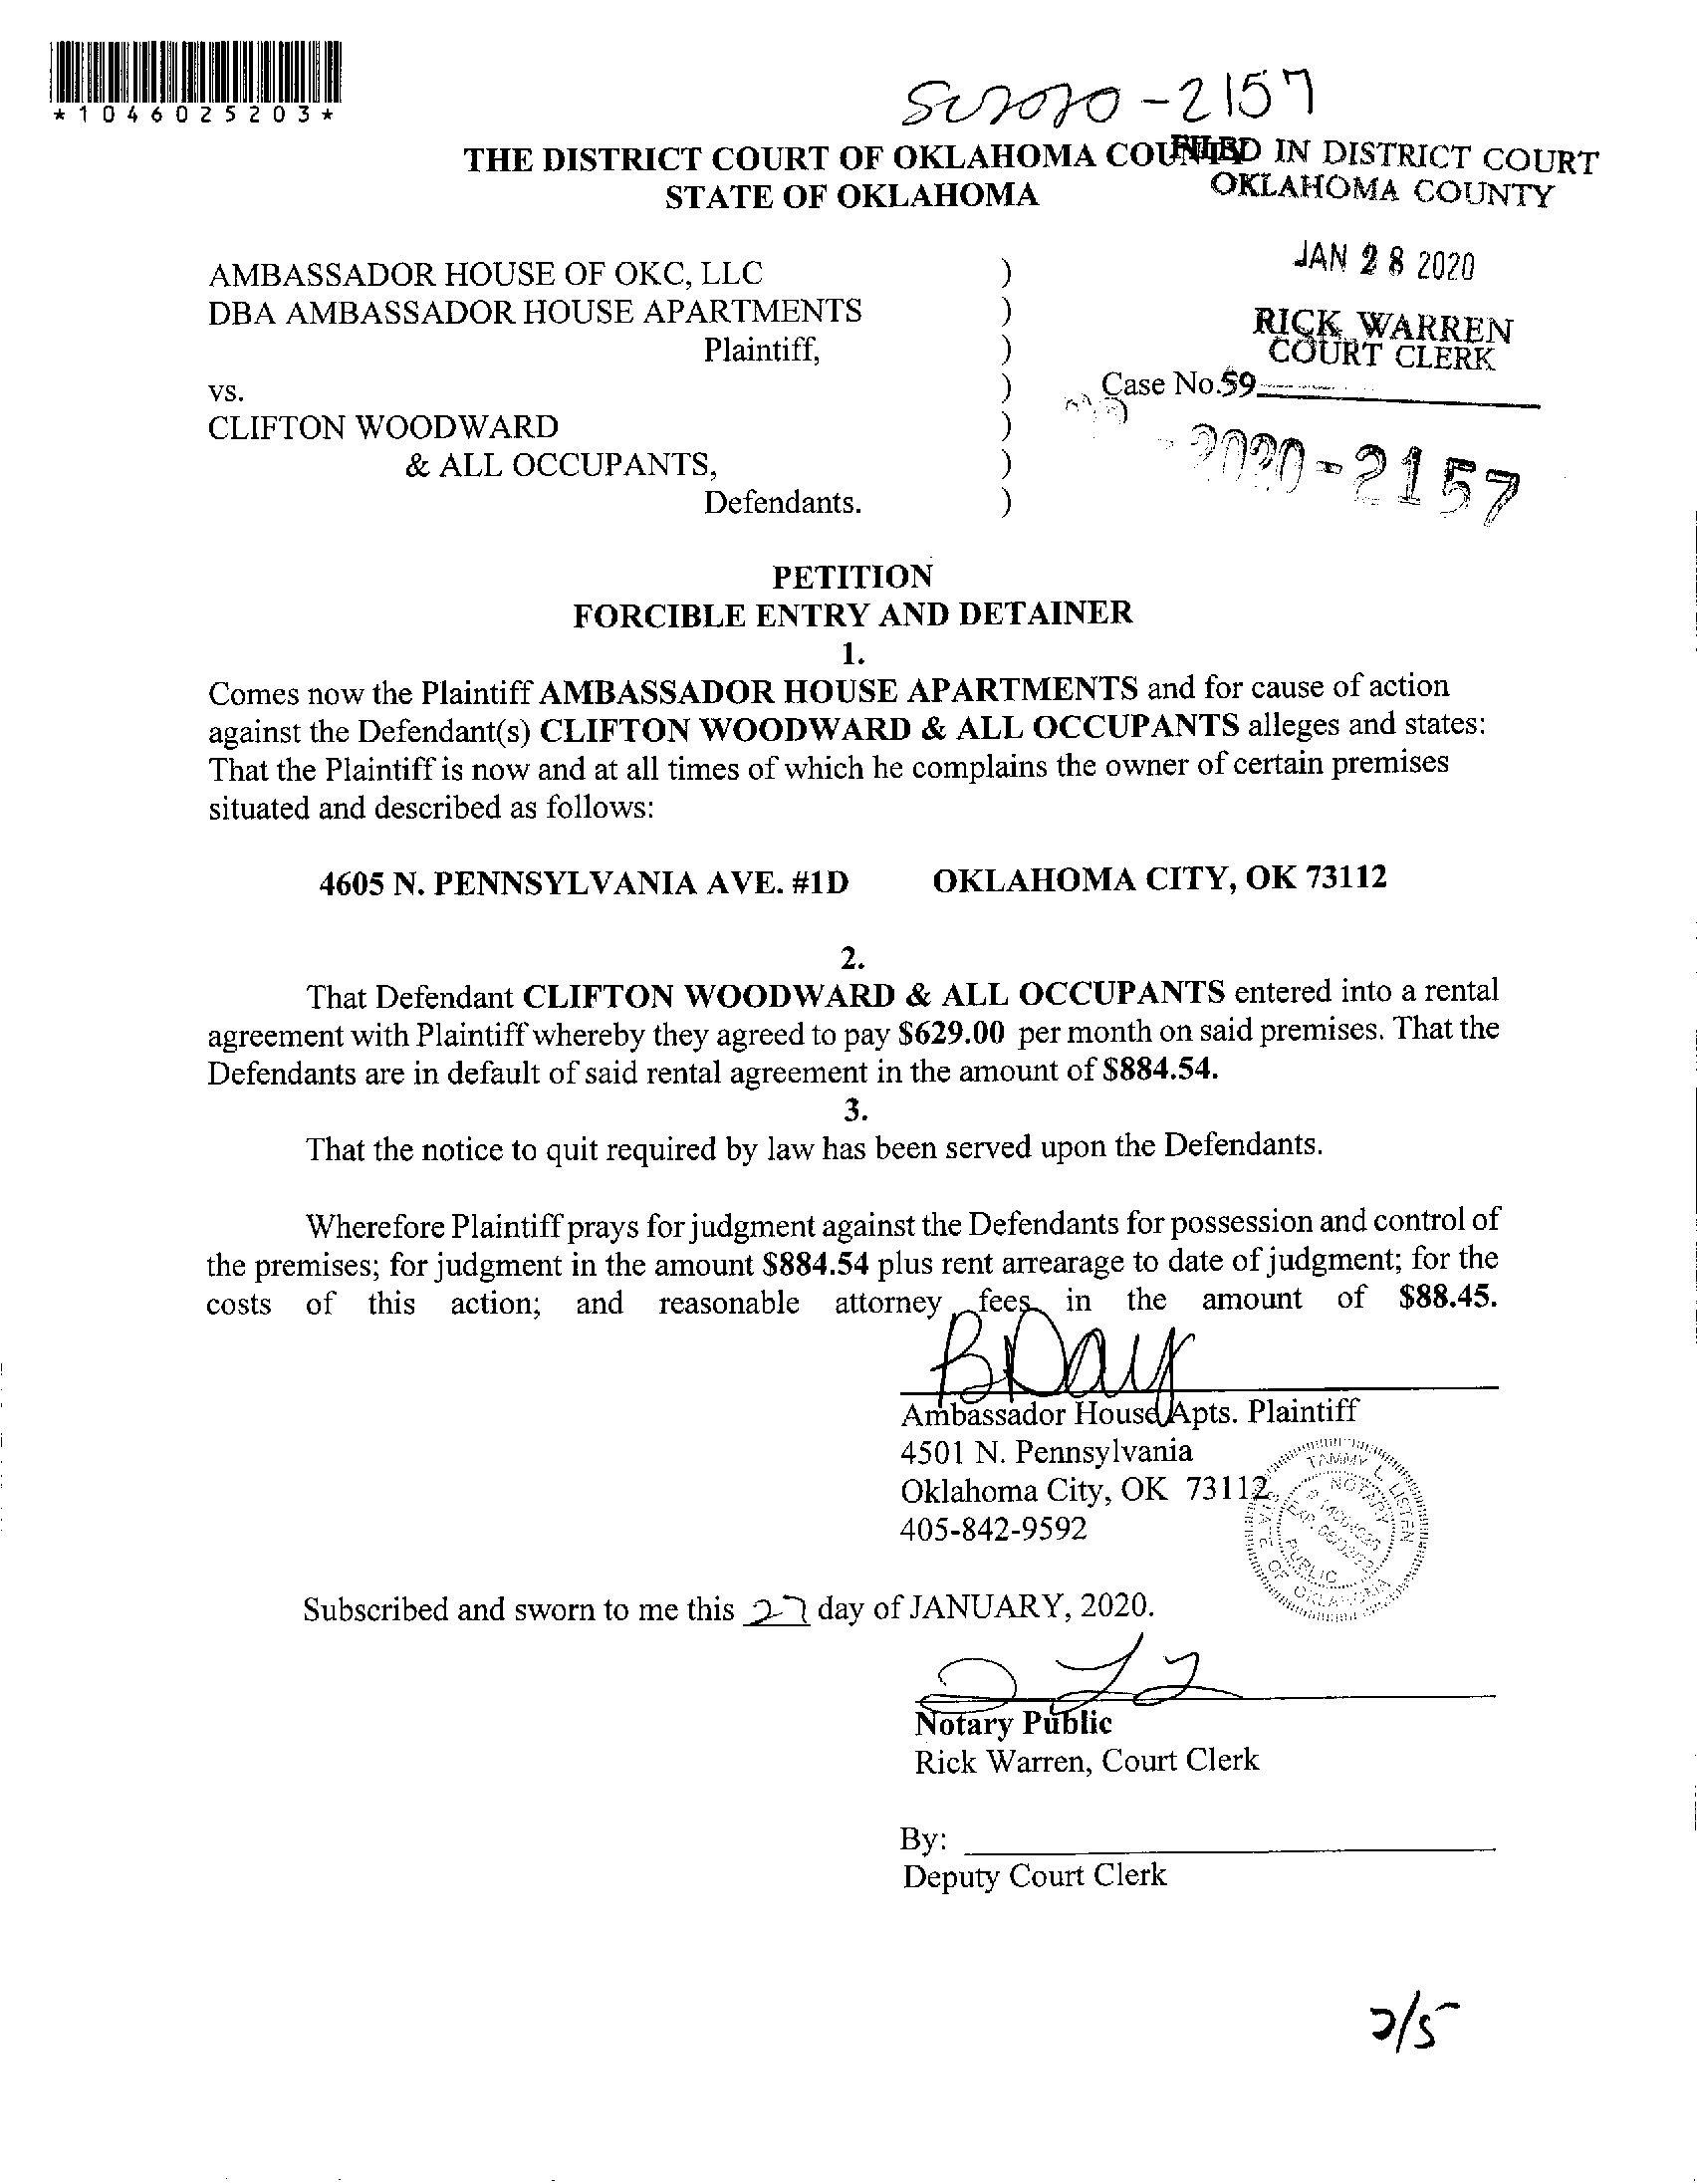 *1046025203*
SC2020-2157
THE DISTRICT COURT OF OKLAHOMA COUNTY
STATE OF OKLAHOMA
FILED IN DISTRICT COURT
OKLAHOMA COUNTY
JAN 28 2020
RICK WARREN
COURT CLERK
AMBASSADOR HOUSE OF OKC, LLC )
DBA AMBASSADOR HOUSE APARTMENTS )
Plaintiff, )
vs. ) Case No.59
CLIFTON WOODWARD )
& ALL OCCUPANTS, )
Defendants. )
2020-2157
PETITION
FORCIBLE ENTRY AND DETAINER
1.
Comes now the Plaintiff AMBASSADOR HOUSE APARTMENTS and for cause of action
against the Defendant(s) CLIFTON WOODWARD & ALL OCCUPANTS alleges and states:
That the Plaintiff is now and at all times of which he complains the owner of certain premises
situated and described as follows:
4605 N. PENNSYLVANIA AVE. #1D OKLAHOMA CITY, OK 73112
2.
That Defendant CLIFTON WOODWARD & ALL OCCUPANTS entered into a rental
agreement with Plaintiff whereby they agreed to pay $629.00 per month on said premises. That the
Defendants are in default of said rental agreement in the amount of $884.54.
3.
That the notice to quit required by law has been served upon the Defendants.
Wherefore Plaintiff prays for judgment against the Defendants for possession and control of
the premises; for judgment in the amount $884.54 plus rent arrearage to date of judgment; for the
costs of this action; and reasonable attorney fees in the amount of $88.45.
BDay
Ambassador House Apts. Plaintiff
4501 N. Pennsylvania
Oklahoma City, OK 73112
405-842-9592
TAMMY L. LISTEN
NOTARY
PUBLIC
OF OKLAHOMA
Subscribed and sworn to me this 27 day of JANUARY, 2020.
Notary Public
Rick Warren, Court Clerk
By:
Deputy Court Clerk
2/5